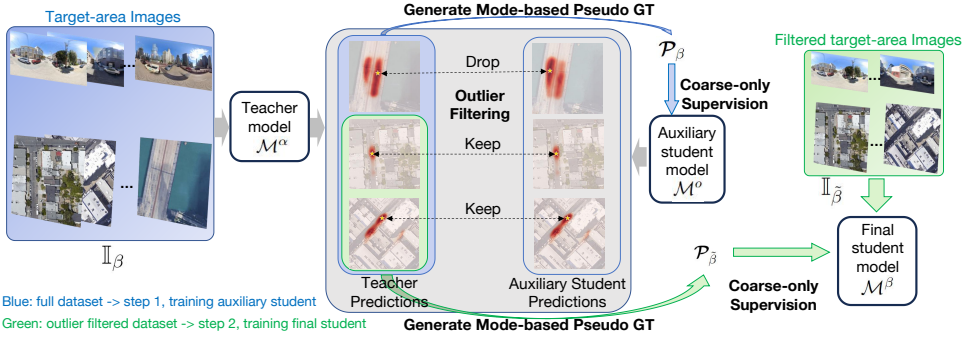 Target-area Images
Generate Mode-based Pseudo GT
Filtered target-area Images
𝒫β
Drop
Coarse-only
Supervision
Outlier
Filtering
Teacher
model
ℳα
Keep
Auxiliary
student
model
ℳo
Keep
𝕀β̃
𝕀β
𝒫β̃
Final
student
model
ℳβ
Teacher
Predictions
Auxiliary Student
Predictions
Coarse-only
Supervision
Blue: full dataset -> step 1, training auxiliary student
Green: outlier filtered dataset -> step 2, training final student
Generate Mode-based Pseudo GT